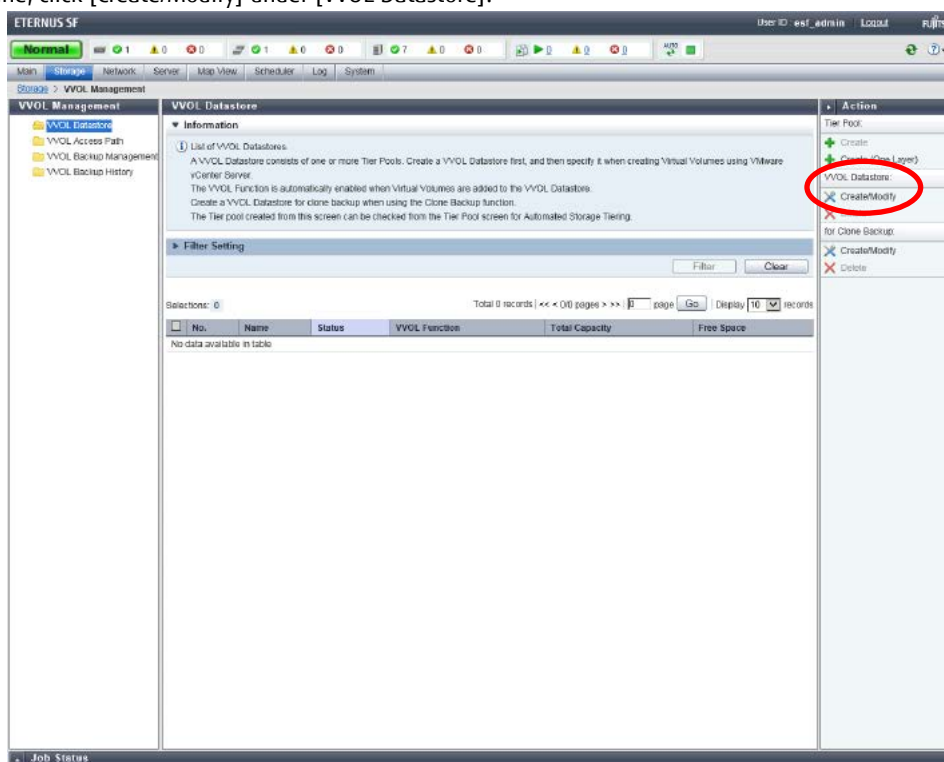 click [Create/Modify] under [VVOL Datastore].
ETERNUS SF
User ID esf_admin Logout
Normal 1 0 0 1 0 0 7 0 0 0 0 0 AUTO
Main Storage Network Server Map View Scheduler Log System
Storage > VVOL Management
VVOL Management
VVOL Datastore
VVOL Access Path
VVOL Backup Management
VVOL Backup History
VVOL Datastore
Information
List of VVOL Datastores.
A VVOL Datastore consists of one or more Tier Pools. Create a VVOL Datastore first, and then specify it when creating Virtual Volumes using VMware
vCenter Server.
The VVOL Function is automatically enabled when Virtual Volumes are added to the VVOL Datastore.
Create a VVOL Datastore for clone backup when using the Clone Backup function.
The Tier pool created from this screen can be checked from the Tier Pool screen for Automated Storage Tiering.
Filter Setting
Filter Clear
Selections: 0
Total 0 records | << < 0/0 pages > >> | 0 page Go | Display 10 records
No. Name Status VVOL Function Total Capacity Free Space
No data available in table
Action
Tier Pool:
Create
Create (One Layer)
VVOL Datastore:
Create/Modify
for Clone Backup:
Create/Modify
Delete
Job Status